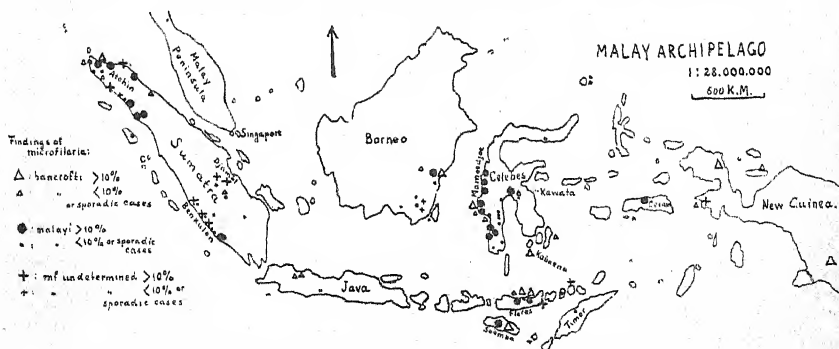 MALAY ARCHIPELAGO
1:28.000.000
600 K.M.
Malay
Peninsula
Atchin
Singapore
Borneo
Sumatra
Djambi
Benkulen
Mamoedjoe
Celebes
Kawata
Kabaena
Ceram
New Guinea.
Java
Flores
Soemba
Timor
Findings of
microfilaria:
△ : bancrofti >10%
△ " <10%
or sporadic cases
● : malayi >10%
• : " <10% or sporadic
cases
+ : mf undetermined >10%
+ : " " <10% or
sporadic cases